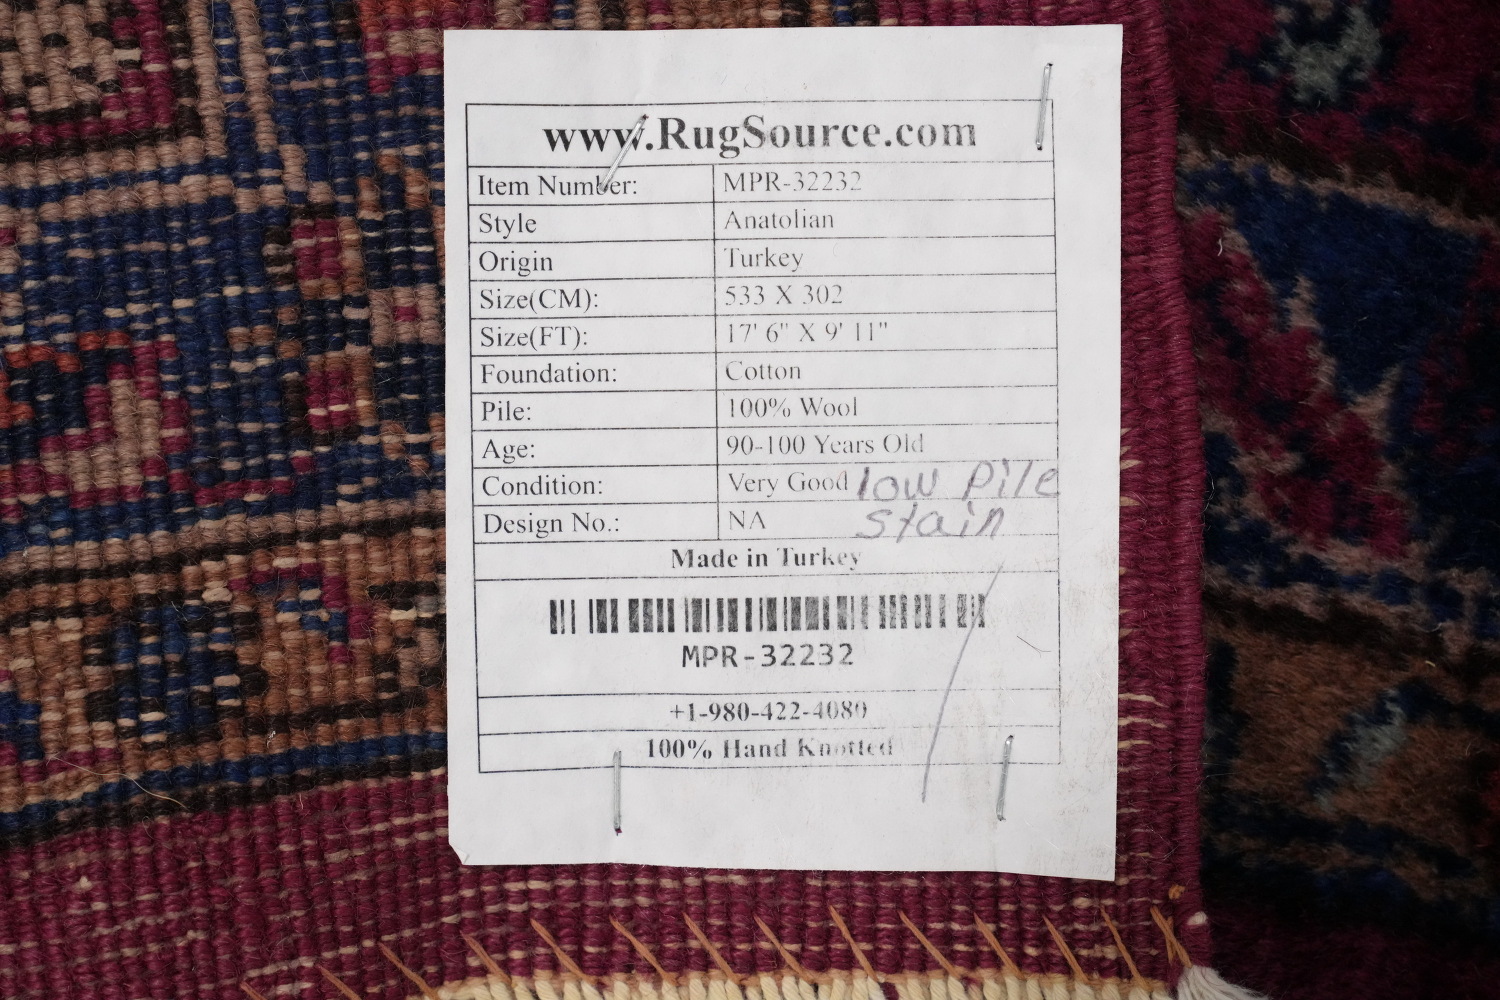 www.RugSource.com
Item Number: MPR-32232
Style Anatolian
Origin Turkey
Size(CM): 533 X 302
Size(FT): 17' 6" X 9' 11"
Foundation: Cotton
Pile: 100% Wool
Age: 90-100 Years Old
Condition: Very Good low pile
Design No.: NA stain
Made in Turkey
MPR-32232
+1-980-422-4080
100% Hand Knotted